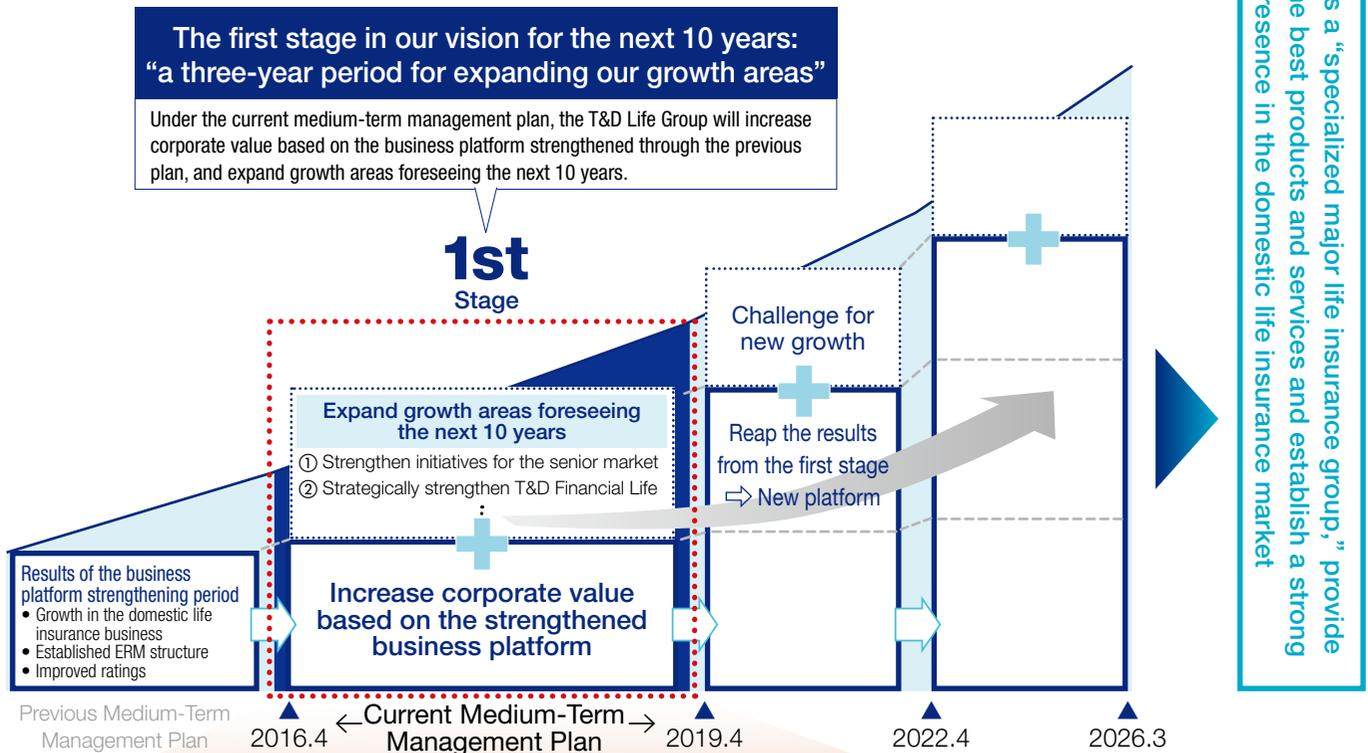 The first stage in our vision for the next 10 years:
“a three-year period for expanding our growth areas”
Under the current medium-term management plan, the T&D Life Group will increase
corporate value based on the business platform strengthened through the previous
plan, and expand growth areas foreseeing the next 10 years.
1st
Stage
Expand growth areas foreseeing
the next 10 years
① Strengthen initiatives for the senior market
② Strategically strengthen T&D Financial Life
Increase corporate value
based on the strengthened
business platform
Results of the business
platform strengthening period
• Growth in the domestic life
insurance business
• Established ERM structure
• Improved ratings
Challenge for
new growth
Reap the results
from the first stage
⇨ New platform
Previous Medium-Term
Management Plan
2016.4
←Current Medium-Term→
Management Plan
2019.4
2022.4
2026.3
a “specialized major life insurance group,” provide
best products and services and establish a strong
in the domestic life insurance market